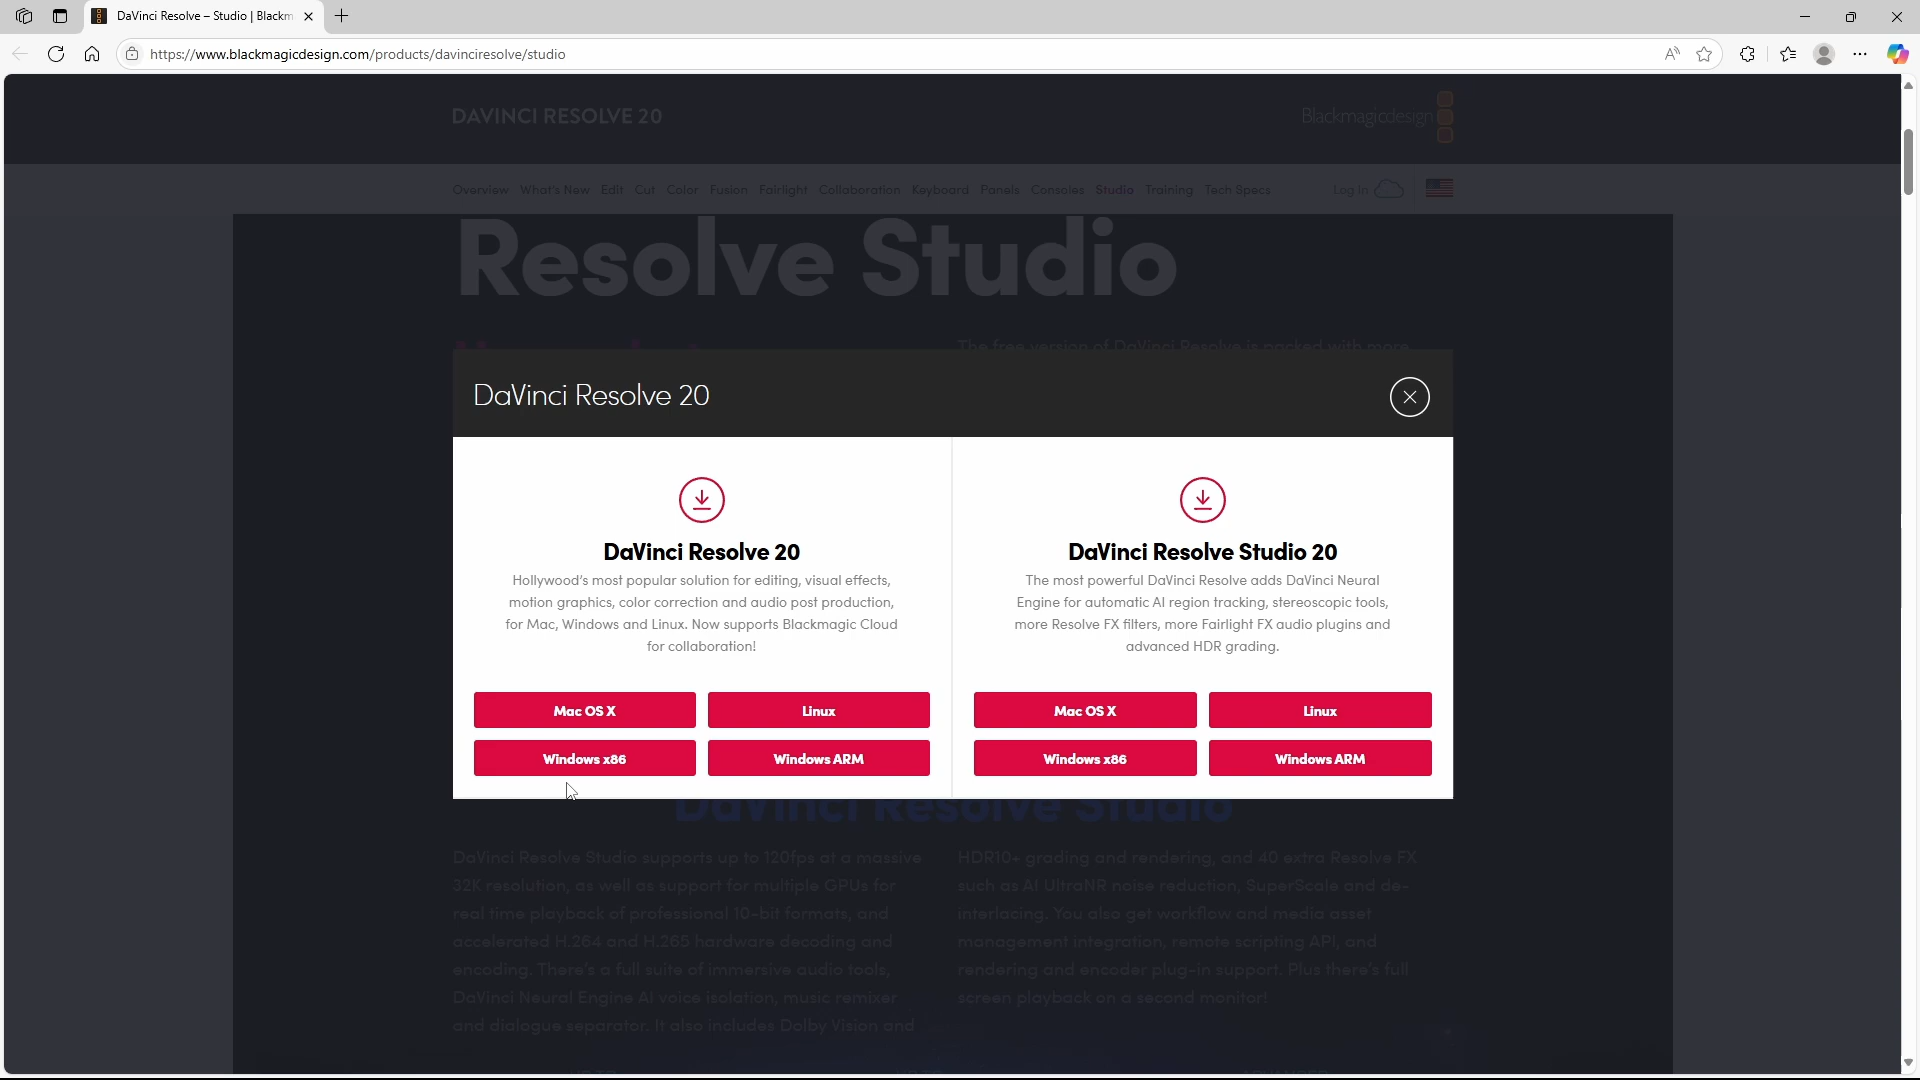 DaVinci Resolve – Studio | Blackm
https://www.blackmagicdesign.com/products/davinciresolve/studio
DAVINCI RESOLVE 20
Blackmagicdesign
Overview What's New Edit Cut Color Fusion Fairlight Collaboration Keyboard Panels Consoles Studio Training Tech Specs Log In
Resolve Studio
The free version of DaVinci Resolve is packed with more
DaVinci Resolve 20
DaVinci Resolve 20
Hollywood's most popular solution for editing, visual effects,
motion graphics, color correction and audio post production,
for Mac, Windows and Linux. Now supports Blackmagic Cloud
for collaboration!
Mac OS X
Linux
Windows x86
Windows ARM
DaVinci Resolve Studio 20
The most powerful DaVinci Resolve adds DaVinci Neural
Engine for automatic AI region tracking, stereoscopic tools,
more Resolve FX filters, more Fairlight FX audio plugins and
advanced HDR grading.
Mac OS X
Linux
Windows x86
Windows ARM
DaVinci Resolve Studio
DaVinci Resolve Studio supports up to 120fps at a massive
32K resolution, as well as support for multiple GPUs for
real time playback of professional 10-bit formats, and
accelerated H.264 and H.265 hardware decoding and
encoding. There's a full suite of immersive audio tools,
DaVinci Neural Engine AI voice isolation, music remixer
and dialogue separator. It also includes Dolby Vision and
HDR10+ grading and rendering, and 40 extra Resolve FX
such as AI UltraNR noise reduction, SuperScale and de-
interlacing. You also get workflow and media asset
management integration, remote scripting API, and
rendering and encoder plug-in support. Plus there's full
screen playback on a second monitor!